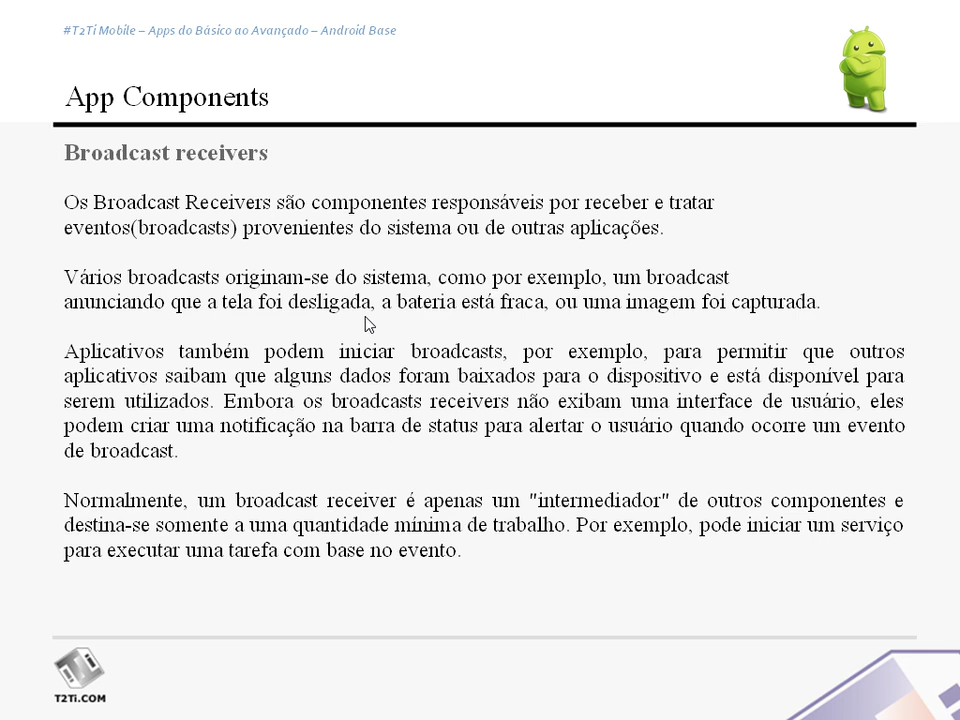 #T2Ti Mobile – Apps do Básico ao Avançado – Android Base
App Components
Broadcast receivers
Os Broadcast Receivers são componentes responsáveis por receber e tratar
eventos(broadcasts) provenientes do sistema ou de outras aplicações.
Vários broadcasts originam-se do sistema, como por exemplo, um broadcast
anunciando que a tela foi desligada, a bateria está fraca, ou uma imagem foi capturada.
Aplicativos também podem iniciar broadcasts, por exemplo, para permitir que outros
aplicativos saibam que alguns dados foram baixados para o dispositivo e está disponível para
serem utilizados. Embora os broadcasts receivers não exibam uma interface de usuário, eles
podem criar uma notificação na barra de status para alertar o usuário quando ocorre um evento
de broadcast.
Normalmente, um broadcast receiver é apenas um "intermediador" de outros componentes e
destina-se somente a uma quantidade mínima de trabalho. Por exemplo, pode iniciar um serviço
para executar uma tarefa com base no evento.
T2Ti.COM